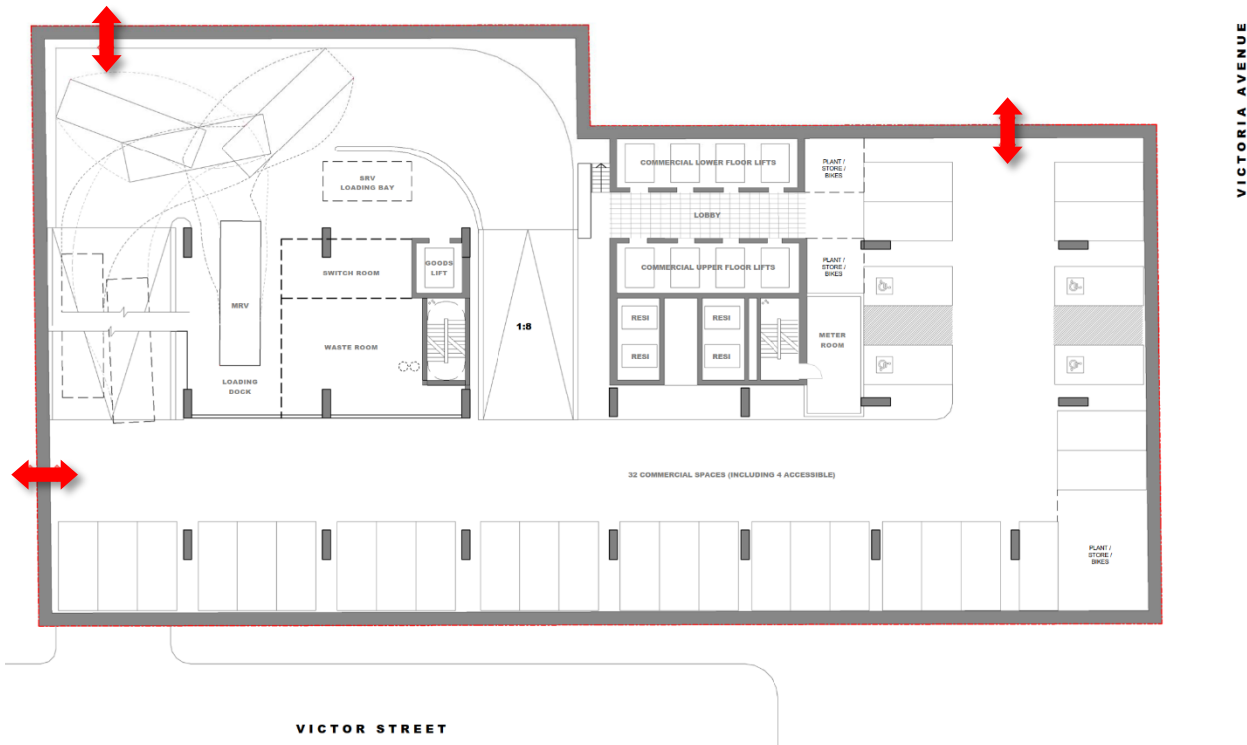 VICTORIA AVENUE
COMMERCIAL LOWER FLOOR LIFTS
PLANT /
STORE /
BIKES
SRV
LOADING BAY
LOBBY
SWITCH ROOM
GOODS
LIFT
COMMERCIAL UPPER FLOOR LIFTS
PLANT /
STORE /
BIKES
MRV
RESI
RESI
1:8
WASTE ROOM
METER
ROOM
RESI
RESI
LOADING
DOCK
32 COMMERCIAL SPACES (INCLUDING 4 ACCESSIBLE)
PLANT /
STORE /
BIKES
VICTOR STREET